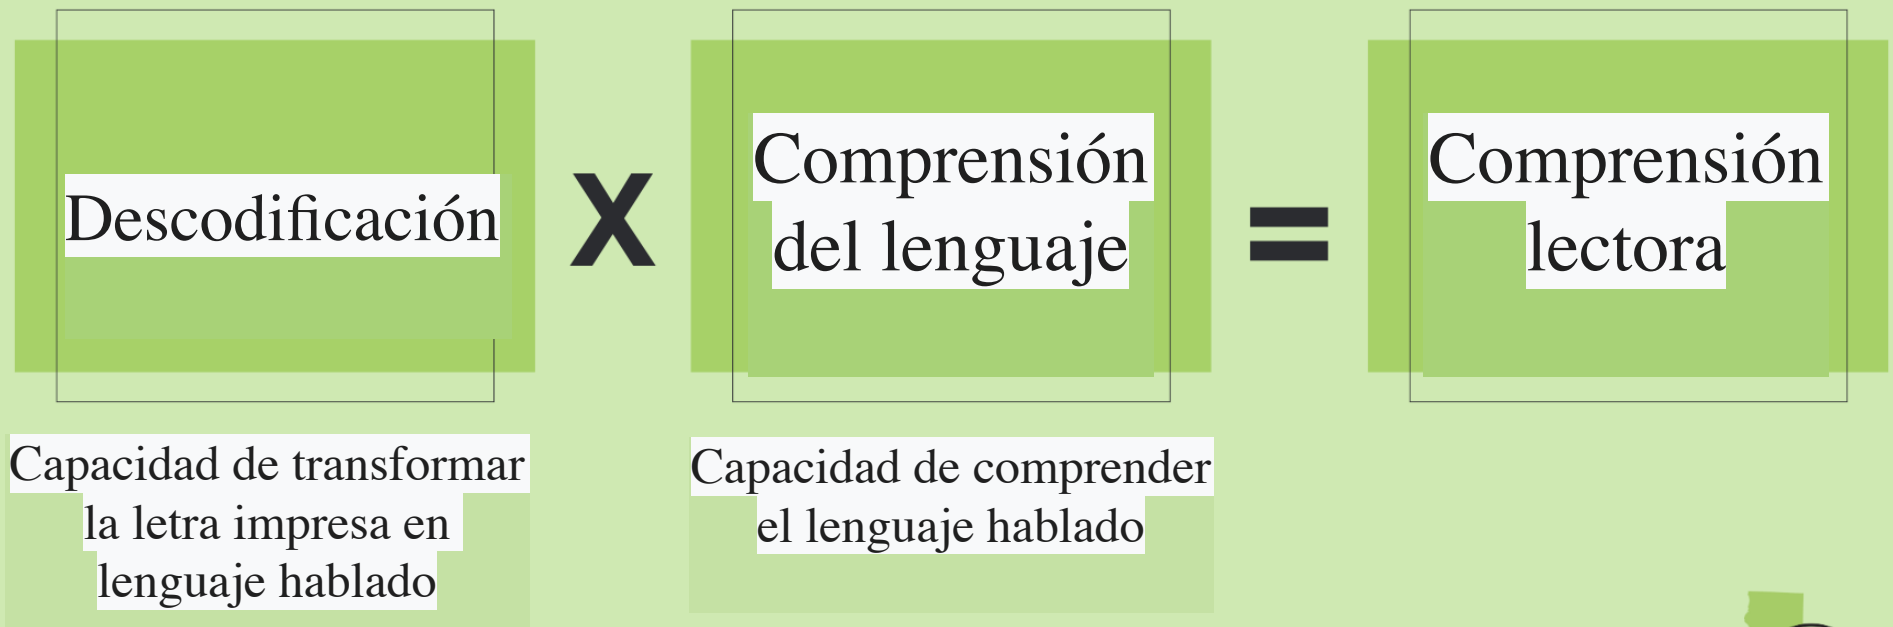 Descodificación
X
Comprensión
del lenguaje
=
Comprensión
lectora
Capacidad de transformar
la letra impresa en
lenguaje hablado
Capacidad de comprender
el lenguaje hablado